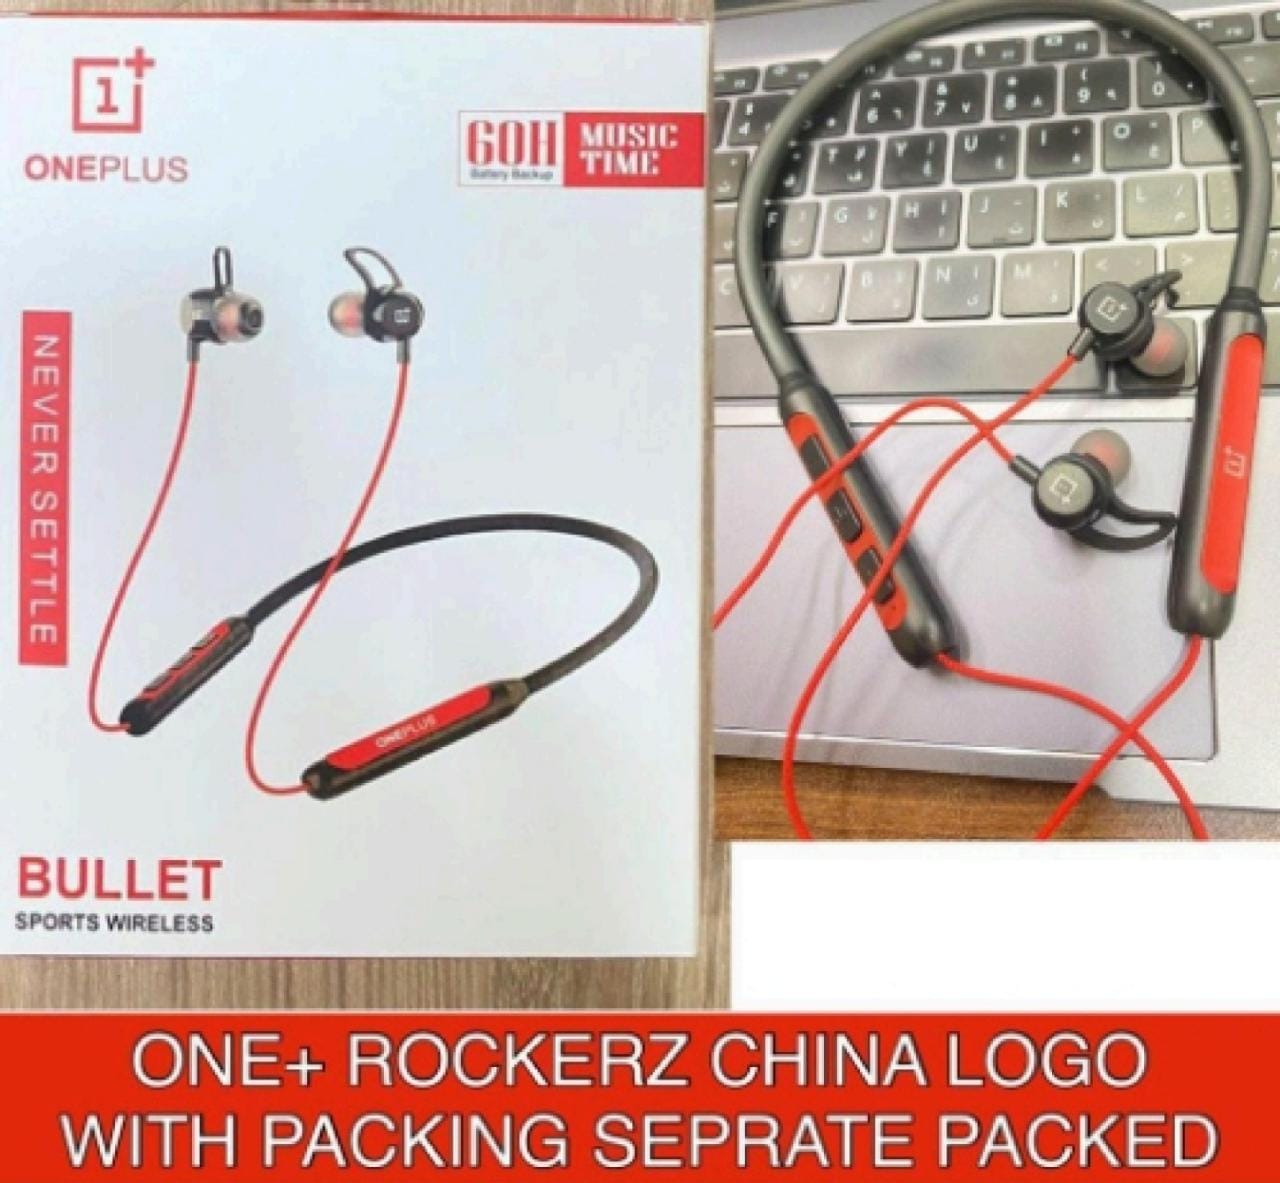 1+
ONEPLUS
60H
Battery Backup
MUSIC
TIME
NEVER SETTLE
ONEPLUS
BULLET
SPORTS WIRELESS
ONE+ ROCKERZ CHINA LOGO
WITH PACKING SEPRATE PACKED